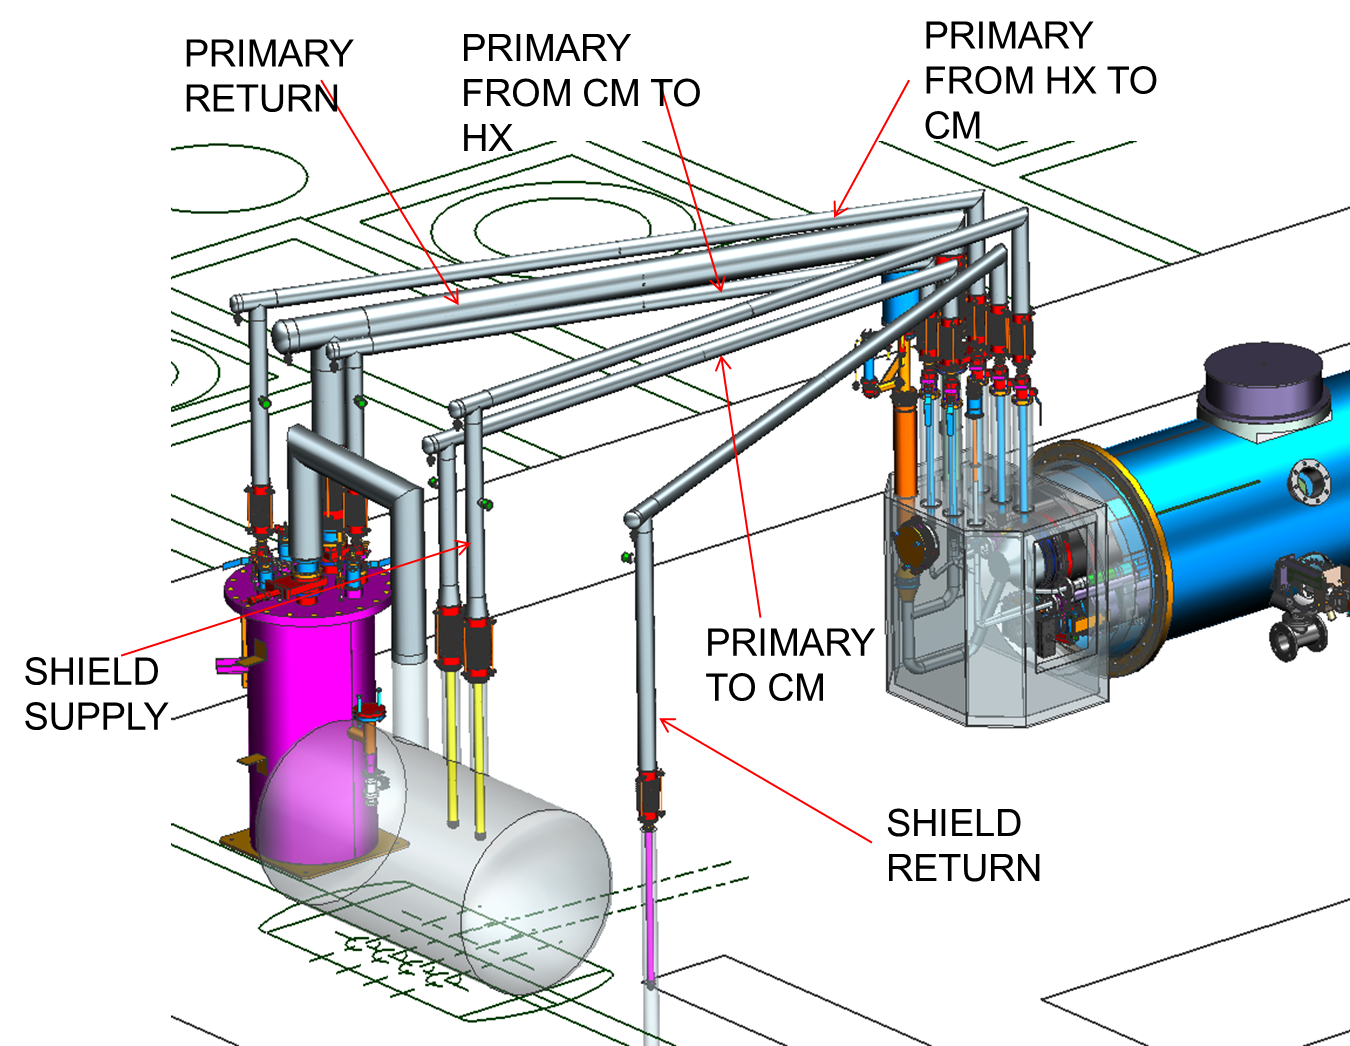 PRIMARY
RETURN
PRIMARY
FROM CM TO
HX
PRIMARY
FROM HX TO
CM
SHIELD
SUPPLY
PRIMARY
TO CM
SHIELD
RETURN